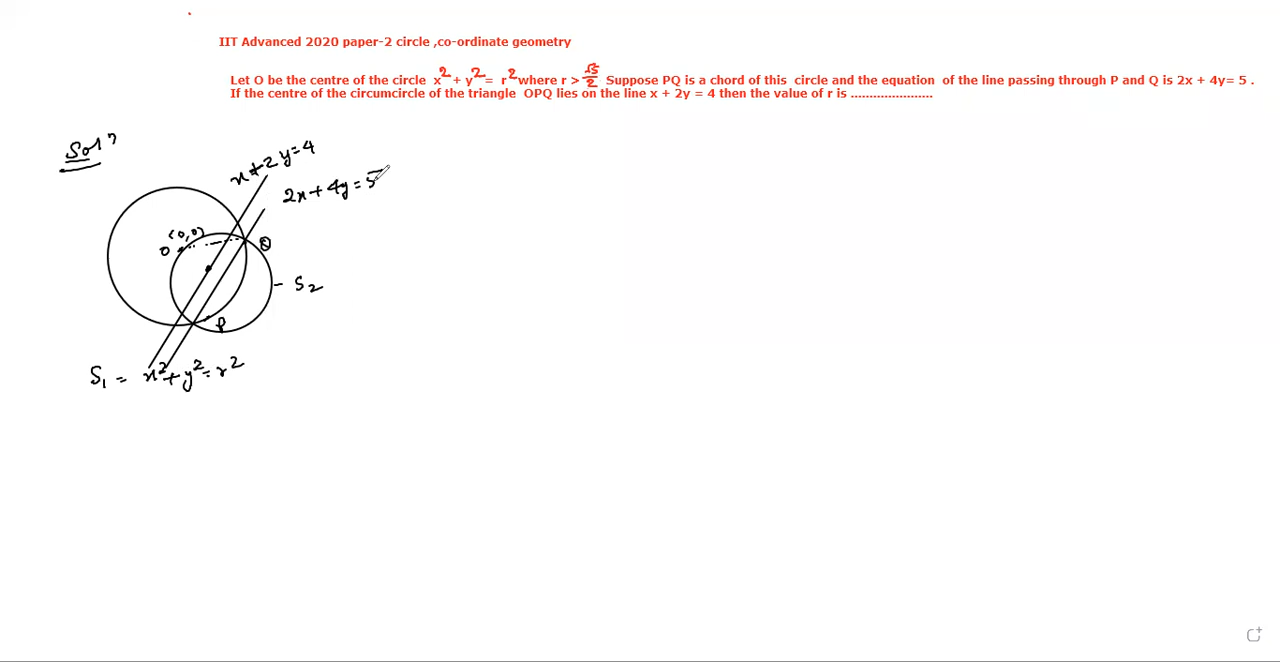 IIT Advanced 2020 paper-2 circle ,co-ordinate geometry
Let O be the centre of the circle x² + y² = r² where r > √5/2 Suppose PQ is a chord of this circle and the equation of the line passing through P and Q is 2x + 4y= 5 .
If the centre of the circumcircle of the triangle OPQ lies on the line x + 2y = 4 then the value of r is ......................
Solⁿ
x+2y=4
2x+4y=5
(0,0)
O
Q
S₂
P
S₁ = x²+y²=r²